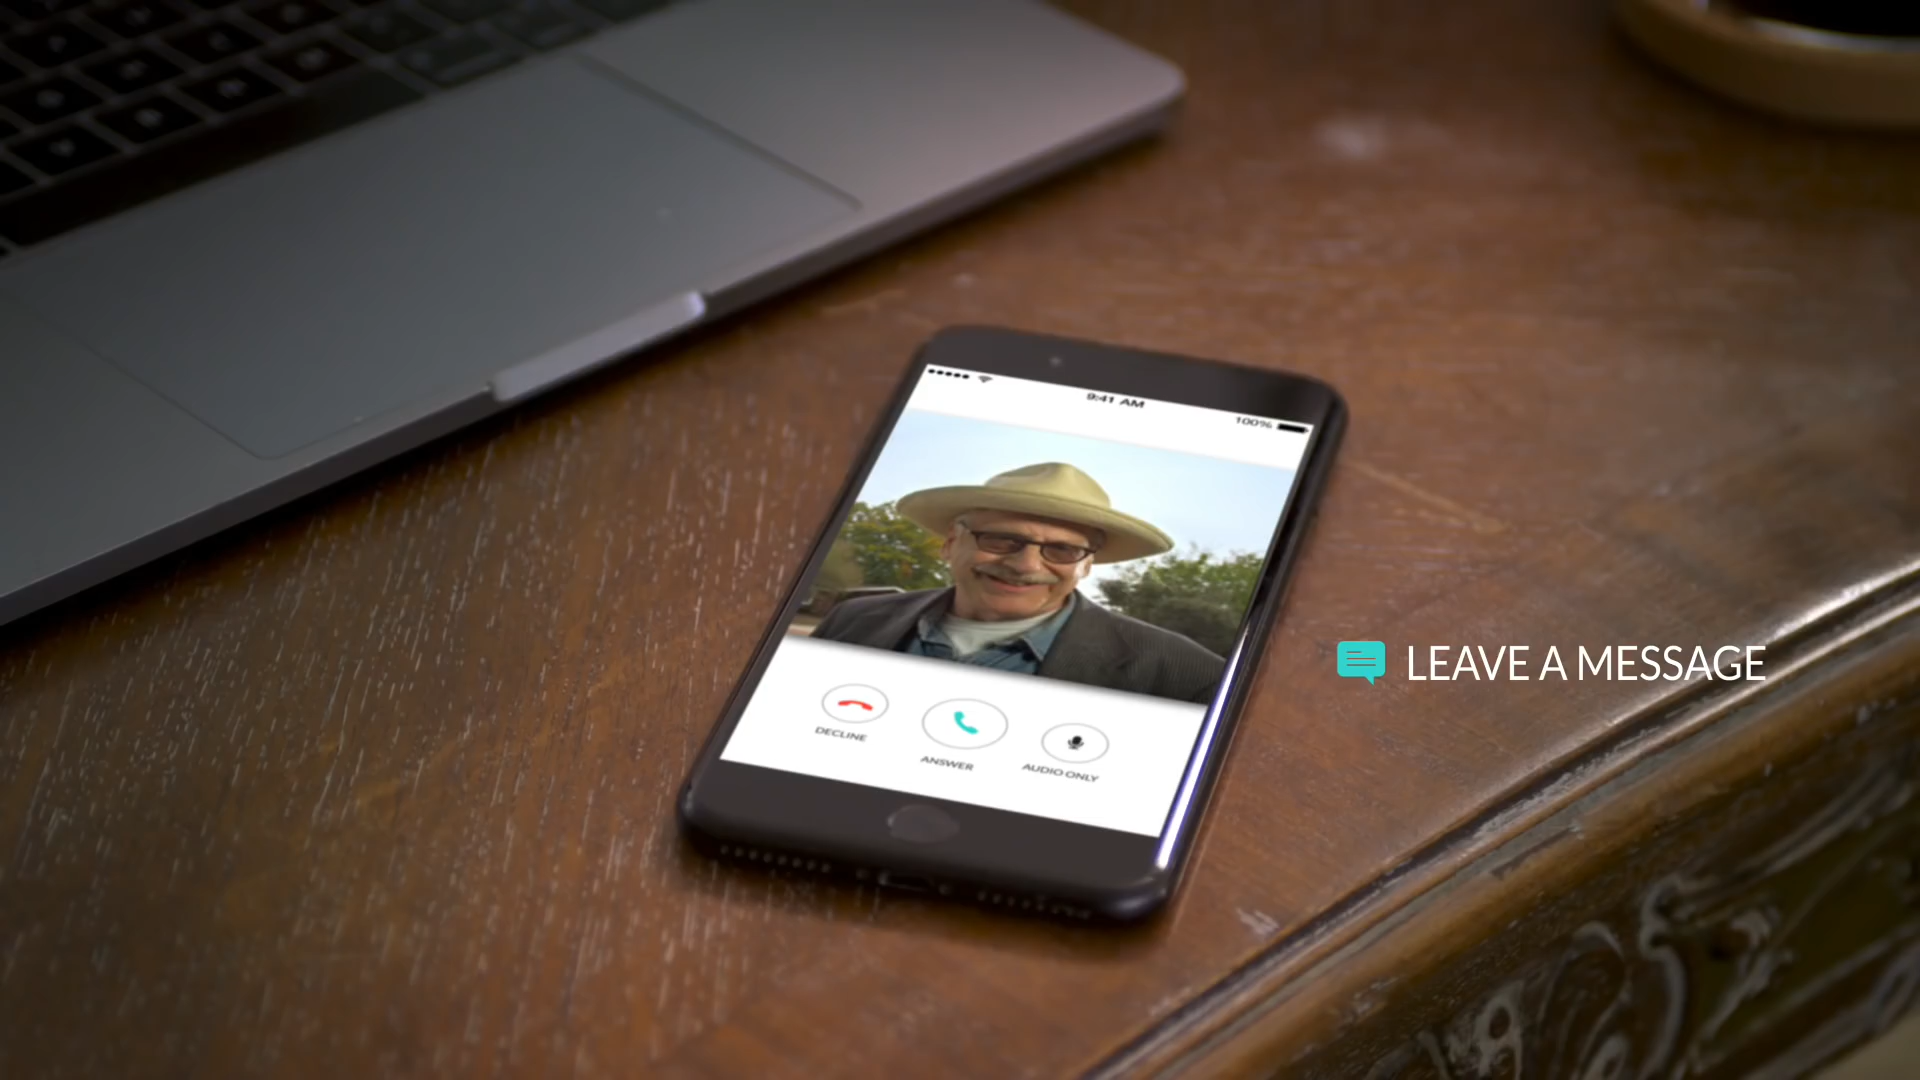 9:41 AM
100%
LEAVE A MESSAGE
DECLINE
ANSWER
AUDIO ONLY